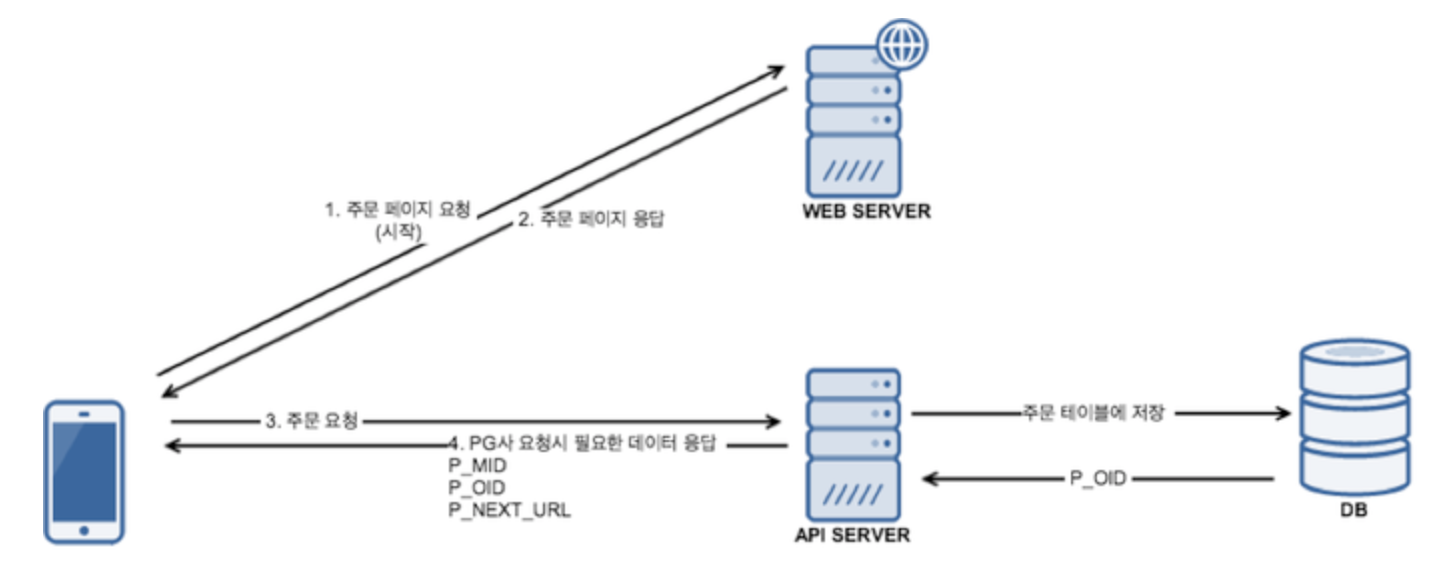 WEB SERVER
1. 주문 페이지 요청
(시작)
2. 주문 페이지 응답
3. 주문 요청
4. PG사 요청시 필요한 데이터 응답
P_MID
P_OID
P_NEXT_URL
API SERVER
주문 테이블에 저장
P_OID
DB